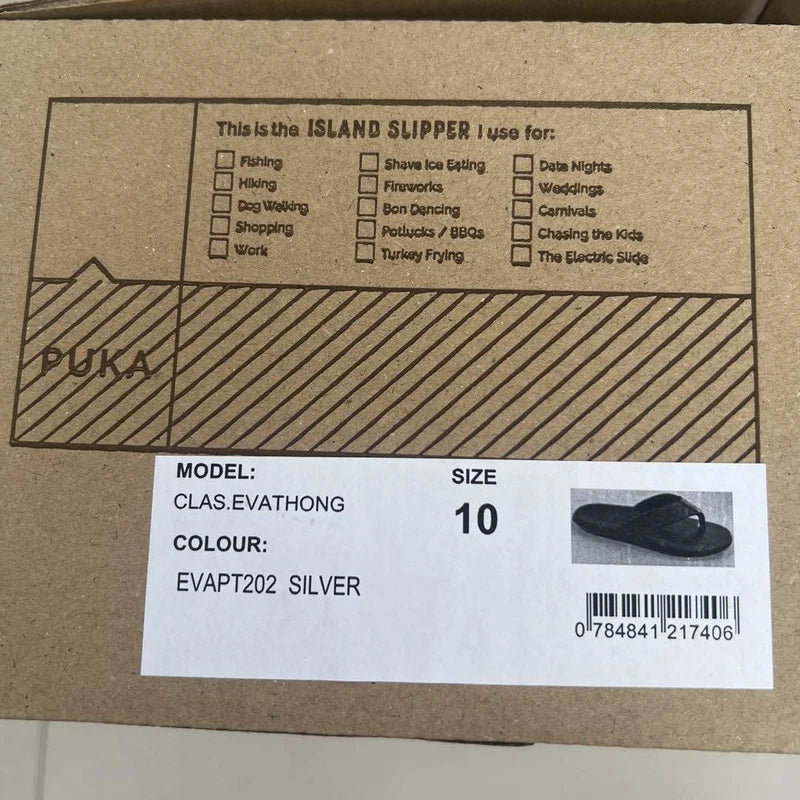 This is the ISLAND SLIPPER I use for:
Fishing
Hiking
Dog Walking
Shopping
Work
Shave Ice Eating
Fireworks
Bon Dancing
Potlucks / BBQs
Turkey Frying
Date Nights
Weddings
Carnivals
Chasing the Kids
The Electric Slide
PUKA
MODEL:
CLAS.EVATHONG
COLOUR:
EVAPT202 SILVER
SIZE
10
0 784841 217406